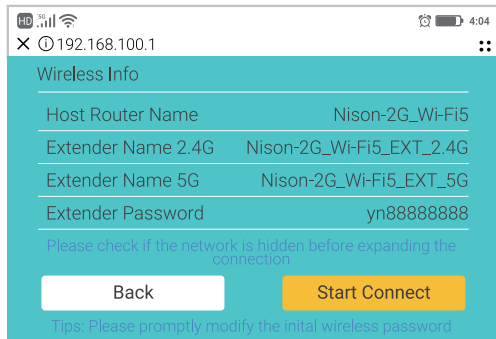 HD 5G 4:04
192.168.100.1
Wireless Info
Host Router Name Nison-2G_Wi-Fi5
Extender Name 2.4G Nison-2G_Wi-Fi5_EXT_2.4G
Extender Name 5G Nison-2G_Wi-Fi5_EXT_5G
Extender Password yn88888888
Please check if the network is hidden before expanding the
connection
Back Start Connect
Tips: Please promptly modify the inital wireless password